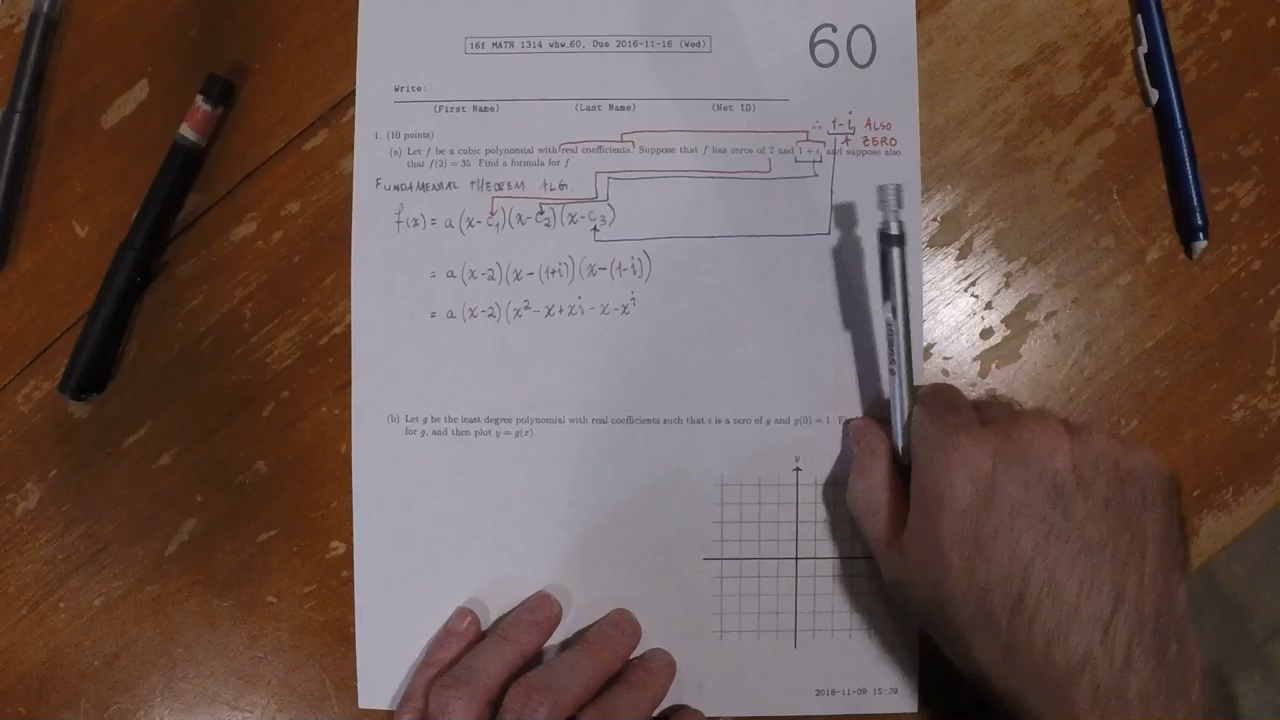 16f MATH 1314 whw.60, Due 2016-11-16 (Wed)
60
Write:
(First Name) (Last Name) (Net ID)
∴ 1-i ALSO
A ZERO
1. (10 points)
(a) Let f be a cubic polynomial with real coefficients. Suppose that f has zeros of 2 and 1 + i, and suppose also
that f(3) = 35. Find a formula for f
FUNDAMENTAL THEOREM ALG.
f(x) = a(x-c₁)(x-c₂)(x-c₃)
= a(x-2)(x-(1+i))(x-(1-i))
= a(x-2)(x²-x+xi-x-xi
(b) Let g be the least degree polynomial with real coefficients such that i is a zero of g and g(0) = 1.
for g, and then plot y = g(x).
y
2016-11-09 15:39